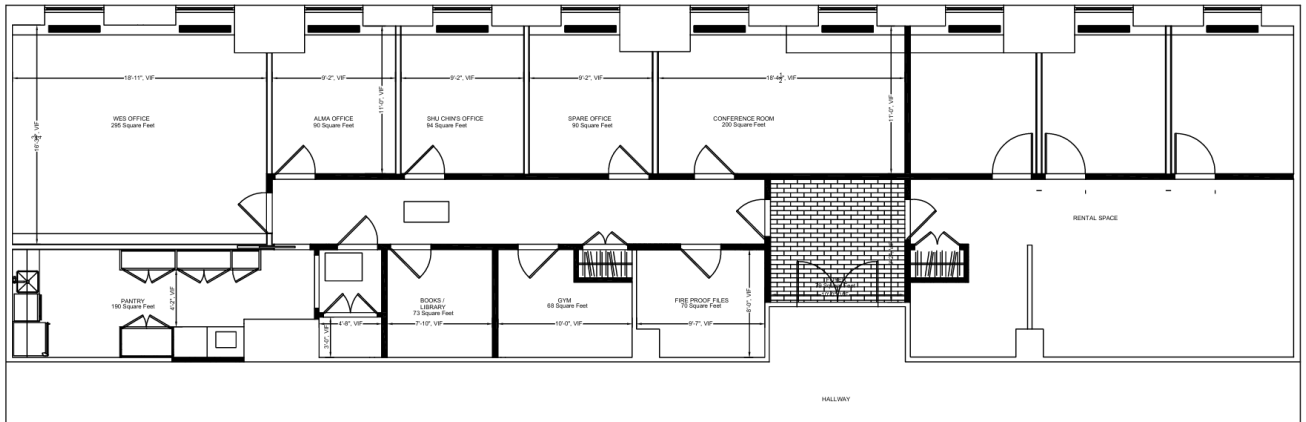 18'-11", VIF
9'-2", VIF
9'-2", VIF
9'-2", VIF
11'-0", VIF
11'-0", VIF
WES OFFICE
295 Square Feet
ALMA OFFICE
90 Square Feet
SHU CHIN'S OFFICE
94 Square Feet
SPARE OFFICE
90 Square Feet
CONFERENCE ROOM
200 Square Feet
RENTAL SPACE
PANTRY
190 Square Feet
4'-2", VIF
BOOKS /
LIBRARY
73 Square Feet
GYM
68 Square Feet
FIRE PROOF FILES
70 Square Feet
8'-0", VIF
4'-8", VIF
7'-10", VIF
10'-0", VIF
9'-7", VIF
3'-0", VIF
HALLWAY